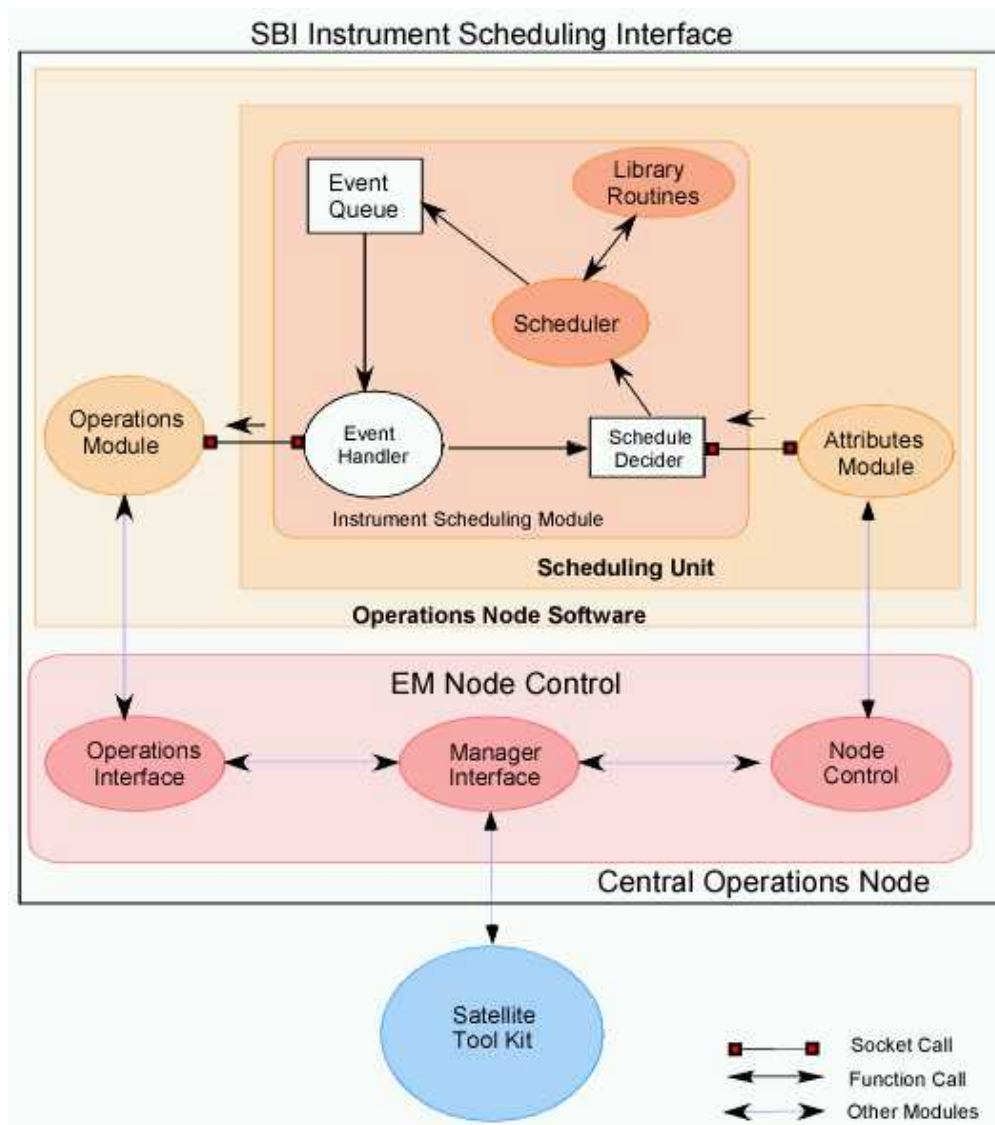 SBI Instrument Scheduling Interface
Event
Queue
Library
Routines
Scheduler
Operations
Module
Event
Handler
Schedule
Decider
Attributes
Module
Instrument Scheduling Module
Scheduling Unit
Operations Node Software
EM Node Control
Operations
Interface
Manager
Interface
Node
Control
Central Operations Node
Satellite
Tool Kit
Socket Call
Function Call
Other Modules